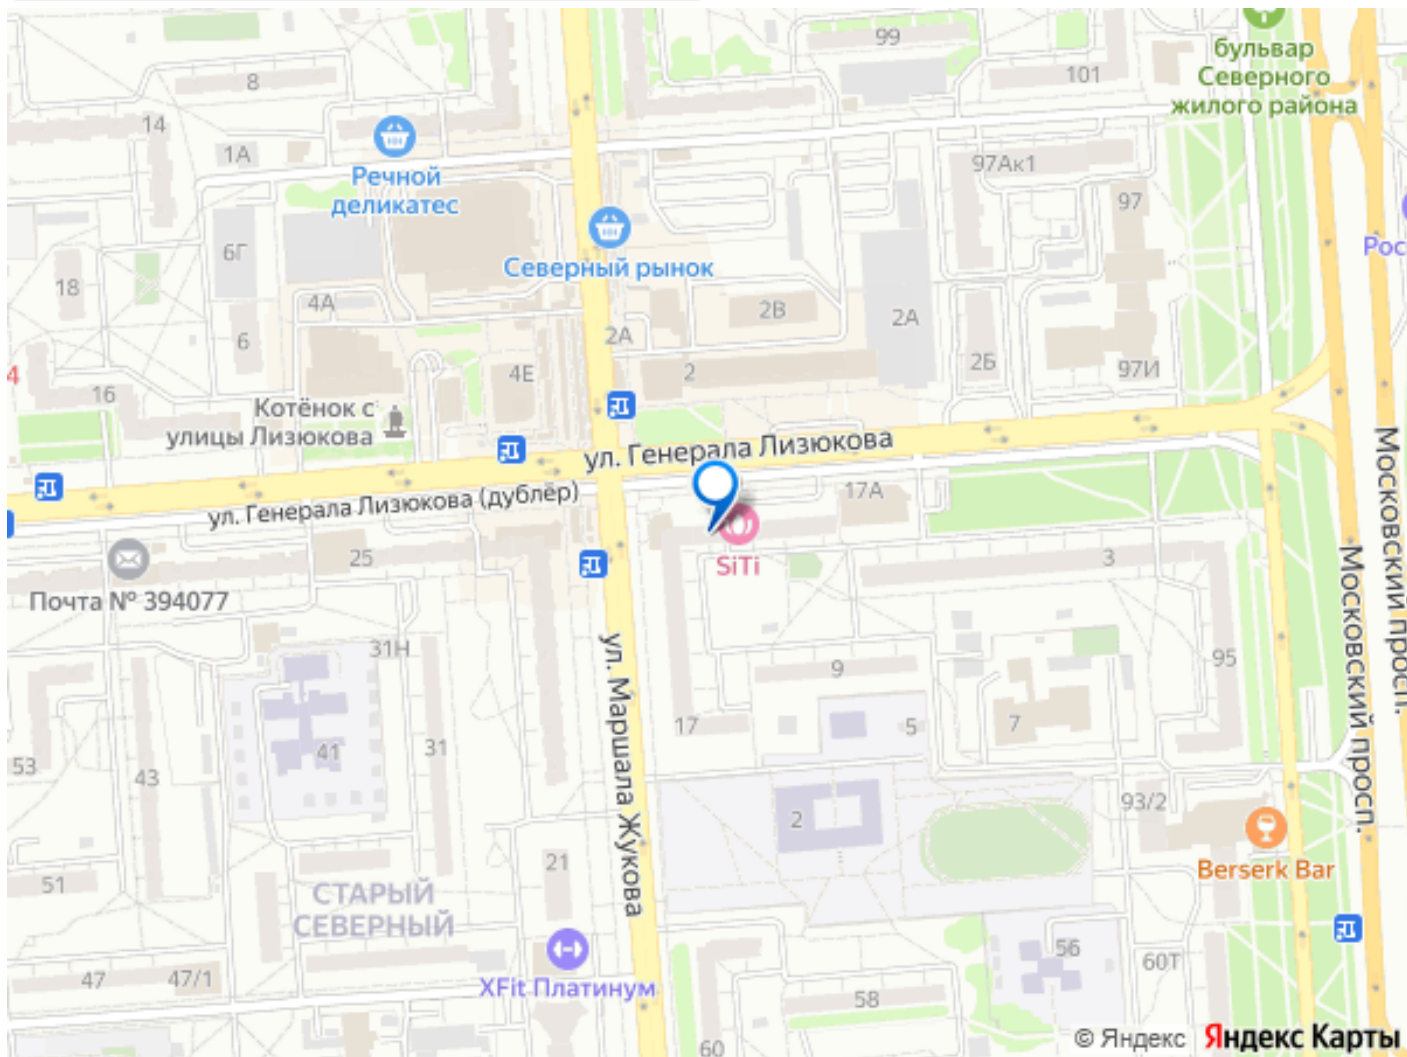 99
бульвар
Северного
жилого района
8
101
14
1А
97Ак1
Речной
деликатес
97
6Г
Рос
Северный рынок
18
4А
2В
2А
2А
6
4
16
4Е
2
2Б
97И
Котёнок с
улицы Лизюкова
ул. Генерала Лизюкова
ул. Генерала Лизюкова (дублёр)
17А
Московский просп.
Московский просп.
25
SiTi
3
Почта № 394077
31Н
9
95
ул. Маршала Жукова
17
5
7
41
31
53
43
2
93/2
21
51
Berserk Bar
СТАРЫЙ
СЕВЕРНЫЙ
56
60Т
47
47/1
XFit Платинум
58
60
© Яндекс Яндекс Карты